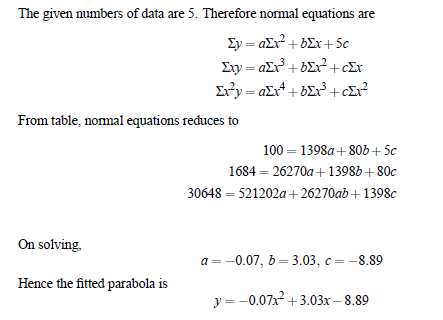 The given numbers of data are 5. Therefore normal equations are
Σy = aΣx² + bΣx + 5c
Σxy = aΣx³ + bΣx² + cΣx
Σx²y = aΣx⁴ + bΣx³ + cΣx²
From table, normal equations reduces to
100 = 1398a + 80b + 5c
1684 = 26270a + 1398b + 80c
30648 = 521202a + 26270ab + 1398c
On solving,
a = −0.07, b = 3.03, c = −8.89
Hence the fitted parabola is
y = −0.07x² + 3.03x − 8.89